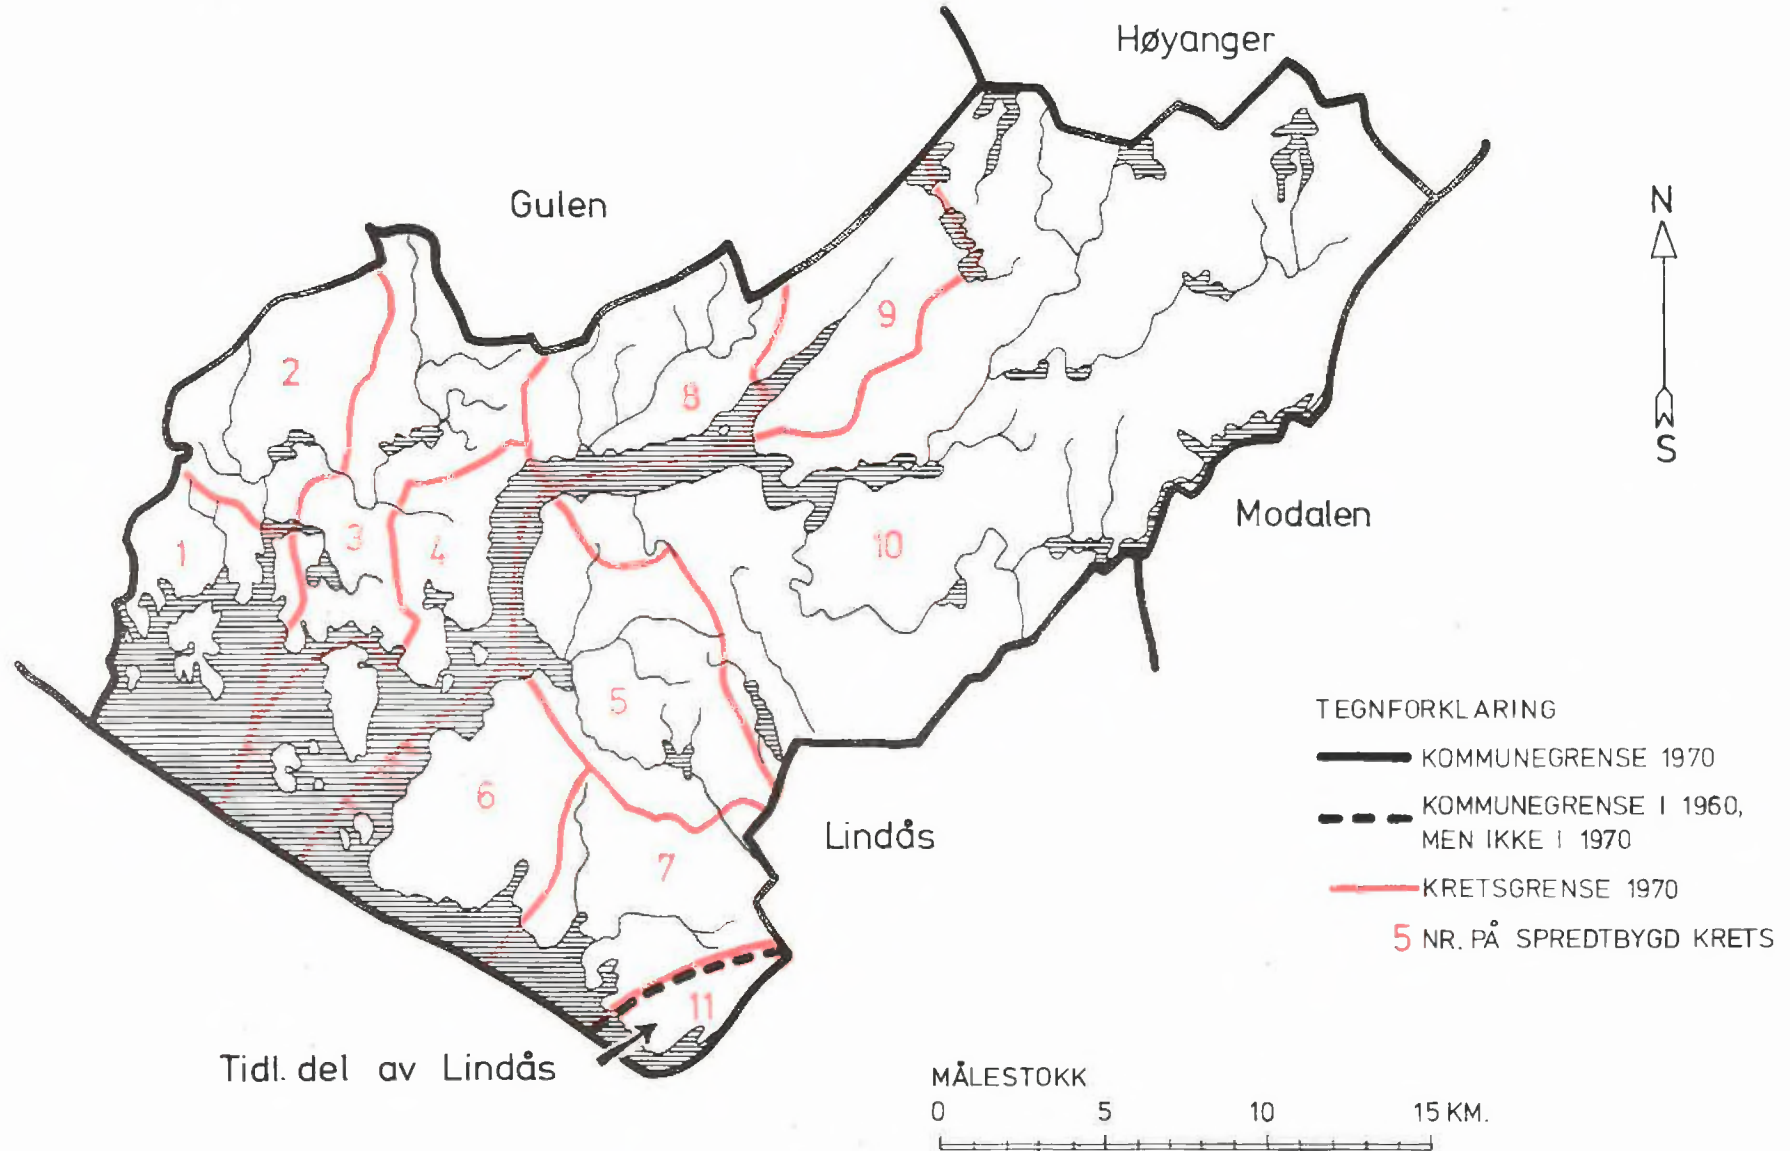 Høyanger
Gulen
N
S
2
9
8
1
3
4
10
Modalen
5
6
7
Lindås
11
Tidl. del av Lindås
TEGNFORKLARING
KOMMUNEGRENSE 1970
KOMMUNEGRENSE I 1960,
MEN IKKE I 1970
KRETSGRENSE 1970
5 NR. PÅ SPREDTBYGD KRETS
MÅLESTOKK
0 5 10 15 KM.